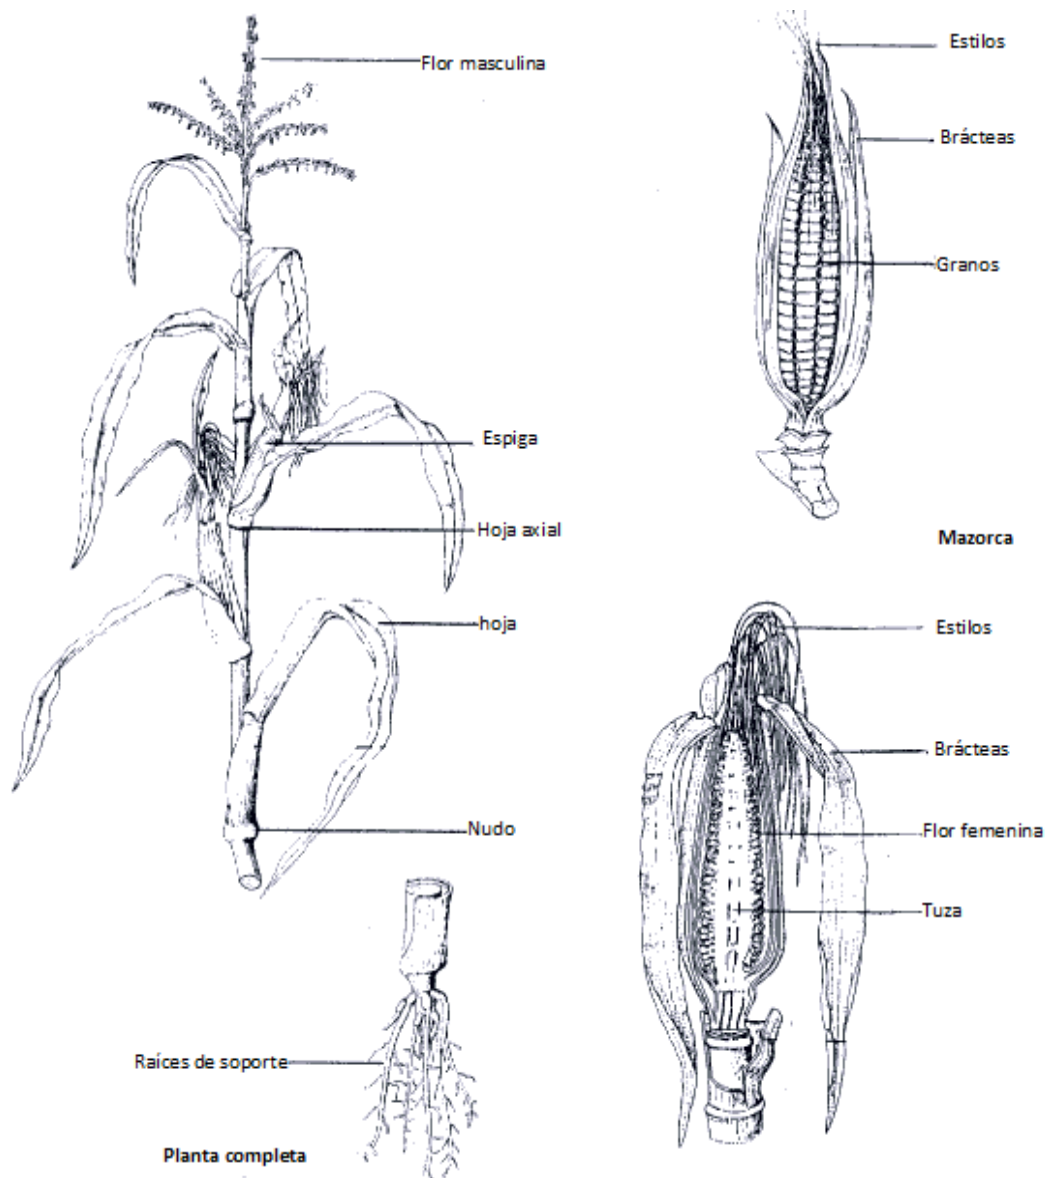 Flor masculina
Espiga
Hoja axial
hoja
Nudo
Raíces de soporte
Planta completa
Estilos
Brácteas
Granos
Mazorca
Estilos
Brácteas
Flor femenina
Tuza